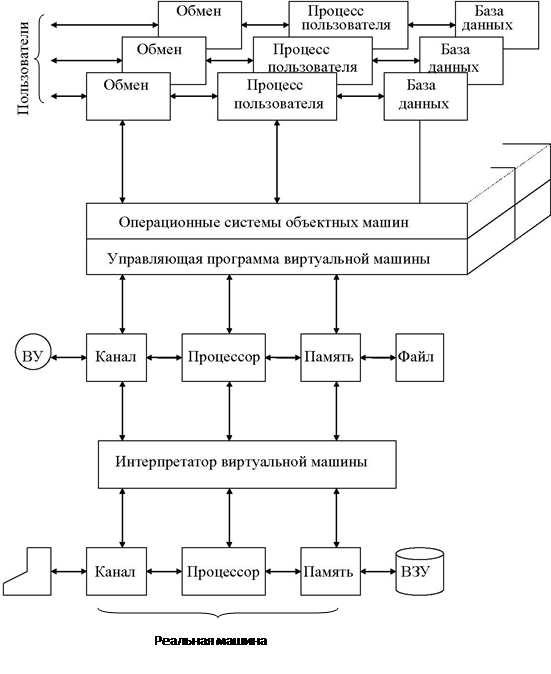 Пользователи
Обмен
Процесс
пользователя
База
данных
Обмен
Процесс
пользователя
База
данных
Обмен
Процесс
пользователя
База
данных
Операционные системы объектных машин
Управляющая программа виртуальной машины
ВУ
Канал
Процессор
Память
Файл
Интерпретатор виртуальной машины
Канал
Процессор
Память
ВЗУ
Реальная машина